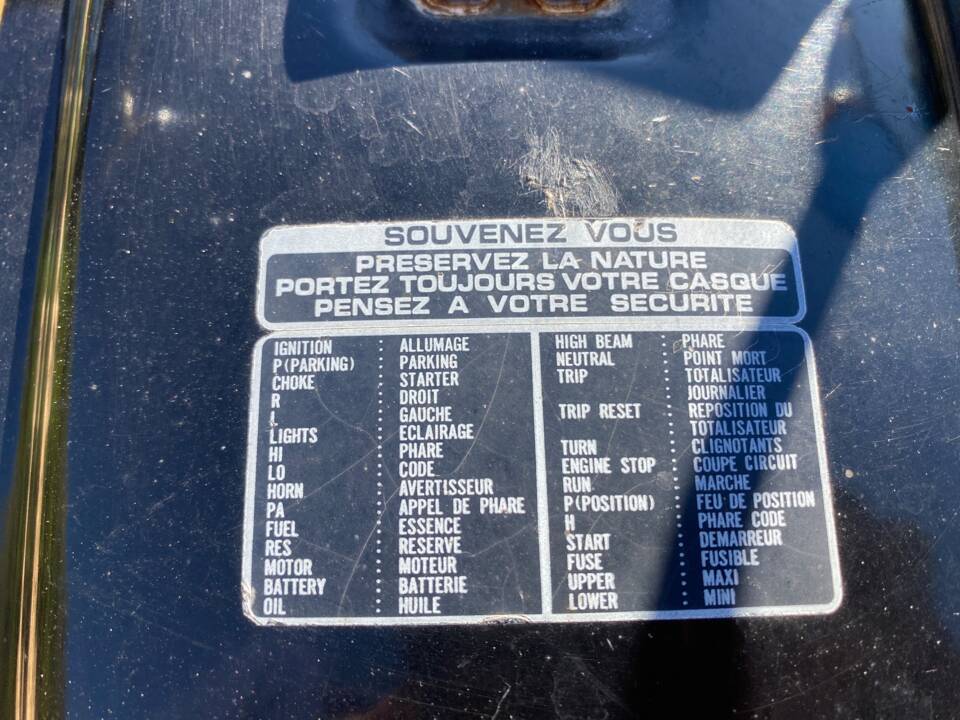 SOUVENEZ VOUS
PRESERVEZ LA NATURE
PORTEZ TOUJOURS VOTRE CASQUE
PENSEZ A VOTRE SECURITE
IGNITION : ALLUMAGE
P(PARKING) : PARKING
CHOKE : STARTER
R : DROIT
L : GAUCHE
LIGHTS : ECLAIRAGE
HI : PHARE
LO : CODE
HORN : AVERTISSEUR
PA : APPEL DE PHARE
FUEL : ESSENCE
RES : RESERVE
MOTOR : MOTEUR
BATTERY : BATTERIE
OIL : HUILE
HIGH BEAM : PHARE
NEUTRAL : POINT MORT
TRIP : TOTALISATEUR
JOURNALIER
TRIP RESET : REPOSITION DU
TOTALISATEUR
TURN : CLIGNOTANTS
ENGINE STOP : COUPE CIRCUIT
RUN : MARCHE
P(POSITION) : FEU DE POSITION
H : PHARE CODE
START : DEMARREUR
FUSE : FUSIBLE
UPPER : MAXI
LOWER : MINI